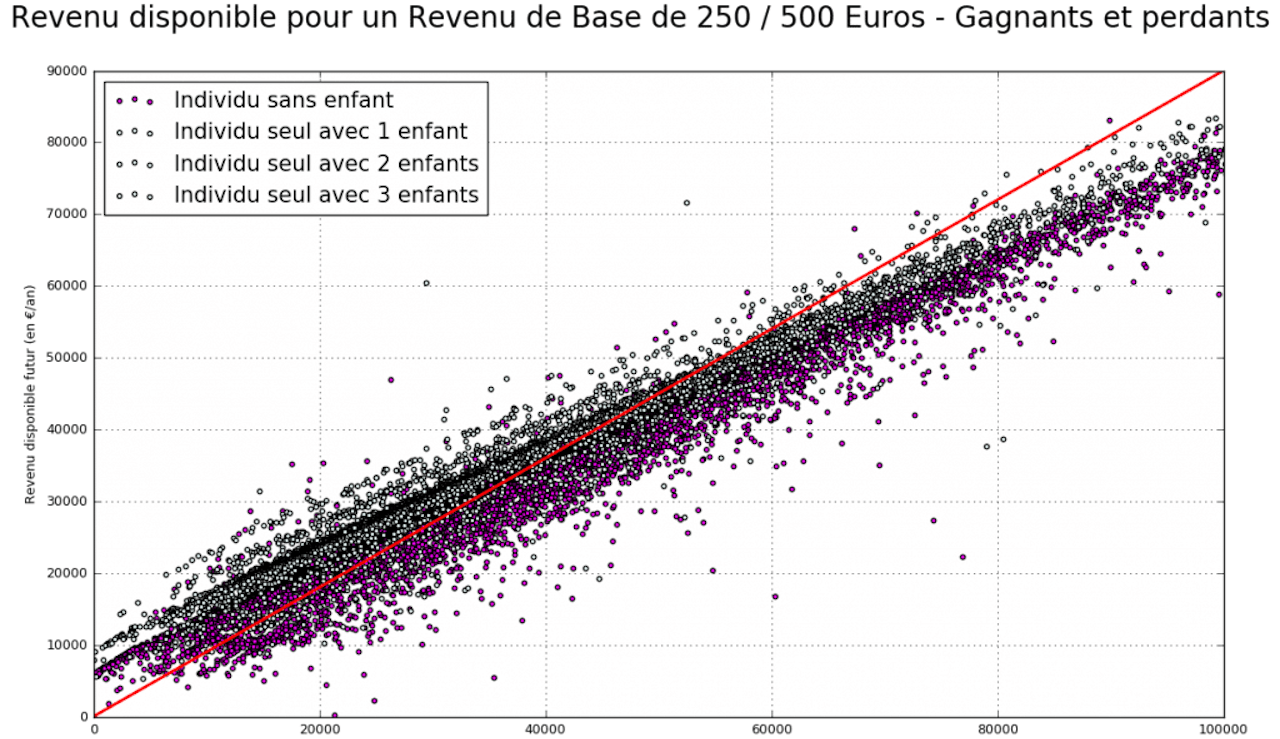 Revenu disponible pour un Revenu de Base de 250 / 500 Euros - Gagnants et perdants
90000
Individu sans enfant
Individu seul avec 1 enfant
Individu seul avec 2 enfants
Individu seul avec 3 enfants
80000
70000
60000
50000
40000
30000
20000
10000
0
Revenu disponible futur (en €/an)
0 20000 40000 60000 80000 100000